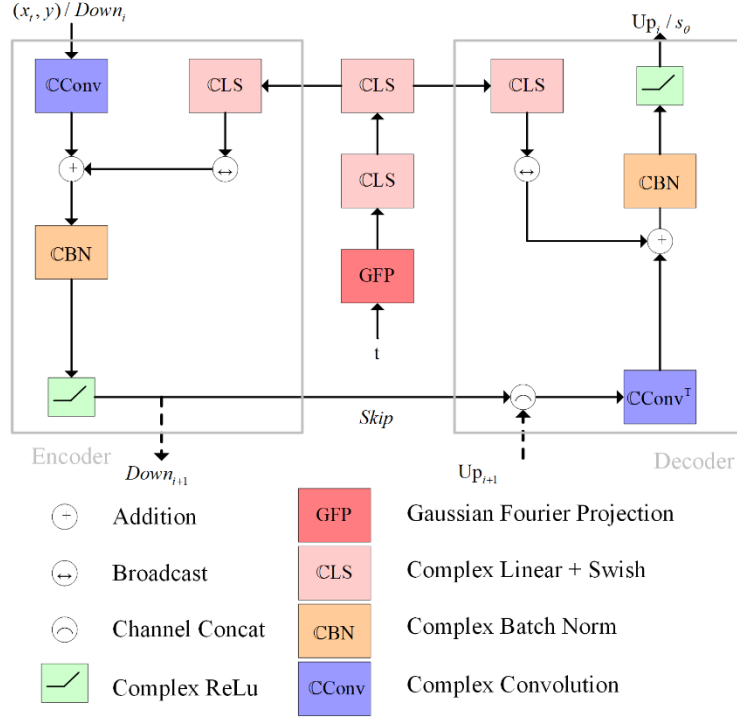 (x_t, y) / Down_i
Up_i / s_θ
ℂConv
ℂLS
ℂLS
ℂLS
ℂLS
ℂBN
ℂBN
GFP
t
ℂConv^T
Skip
Encoder
Decoder
Down_{i+1}
Up_{i+1}
Addition
GFP
Gaussian Fourier Projection
Broadcast
ℂLS
Complex Linear + Swish
Channel Concat
ℂBN
Complex Batch Norm
Complex ReLu
ℂConv
Complex Convolution